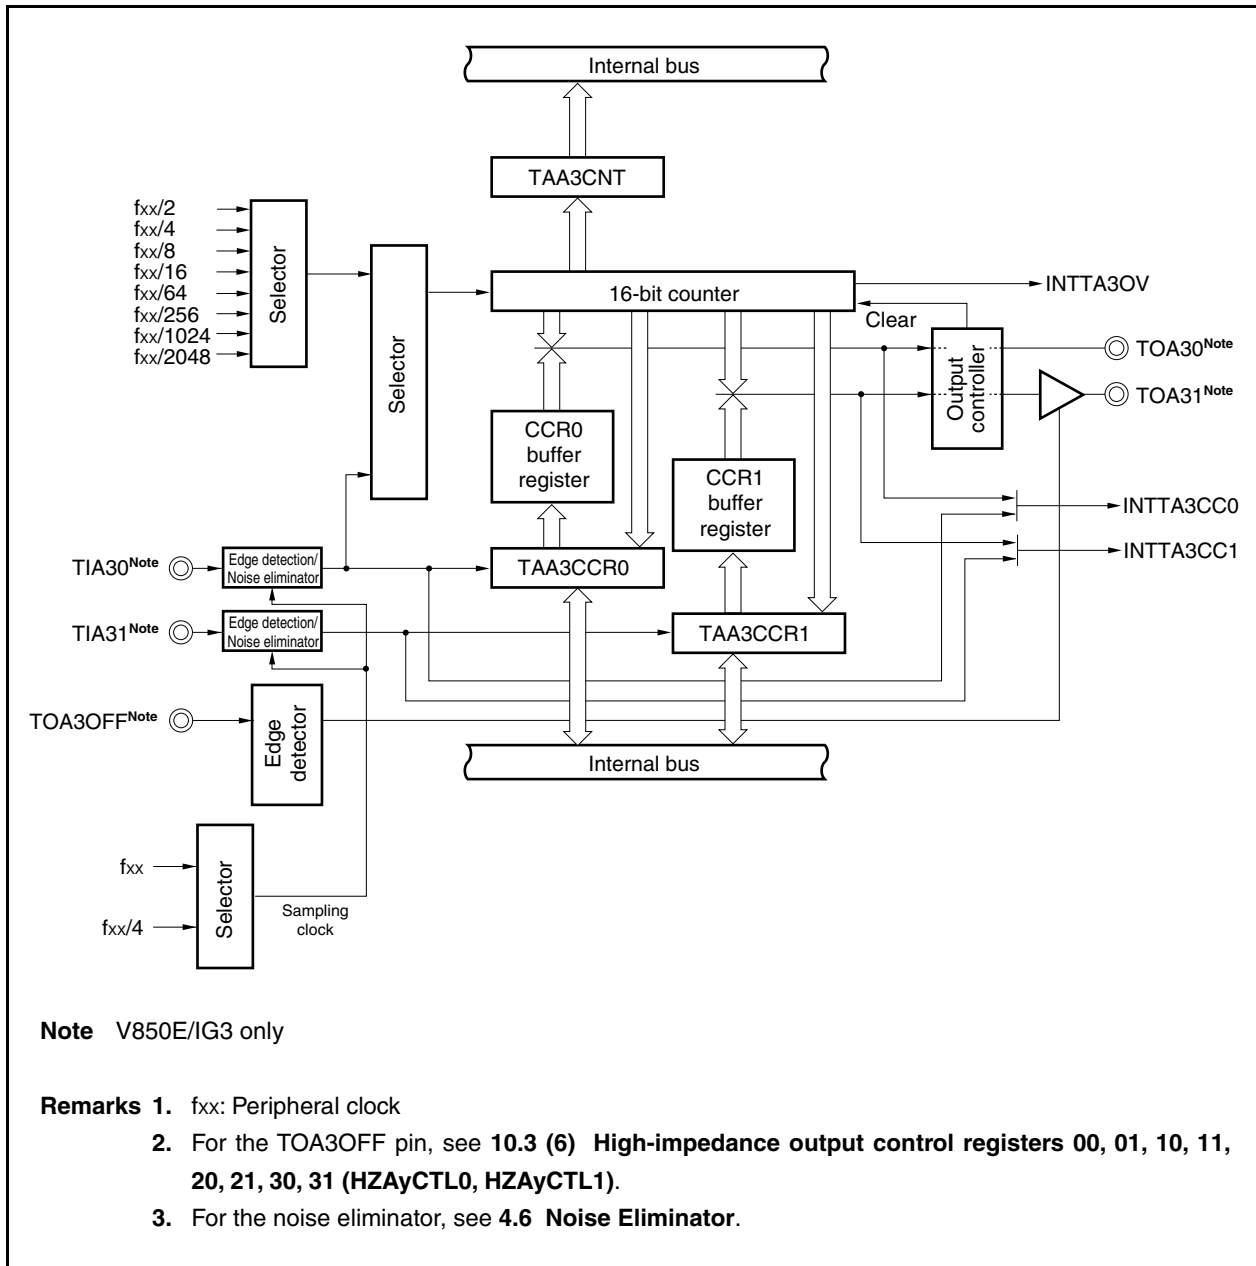 Internal bus
TAA3CNT
fxx/2
fxx/4
fxx/8
fxx/16
fxx/64
fxx/256
fxx/1024
fxx/2048
Selector
Selector
16-bit counter
INTTA3OV
Clear
Output
controller
TOA30Note
TOA31Note
CCR0
buffer
register
CCR1
buffer
register
INTTA3CC0
INTTA3CC1
TIA30Note
Edge detection/
Noise eliminator
TAA3CCR0
TIA31Note
Edge detection/
Noise eliminator
TAA3CCR1
TOA3OFFNote
Edge
detector
Internal bus
fxx
fxx/4
Selector
Sampling
clock
Note V850E/IG3 only
Remarks 1. fxx: Peripheral clock
2. For the TOA3OFF pin, see 10.3 (6) High-impedance output control registers 00, 01, 10, 11,
20, 21, 30, 31 (HZAyCTL0, HZAyCTL1).
3. For the noise eliminator, see 4.6 Noise Eliminator.